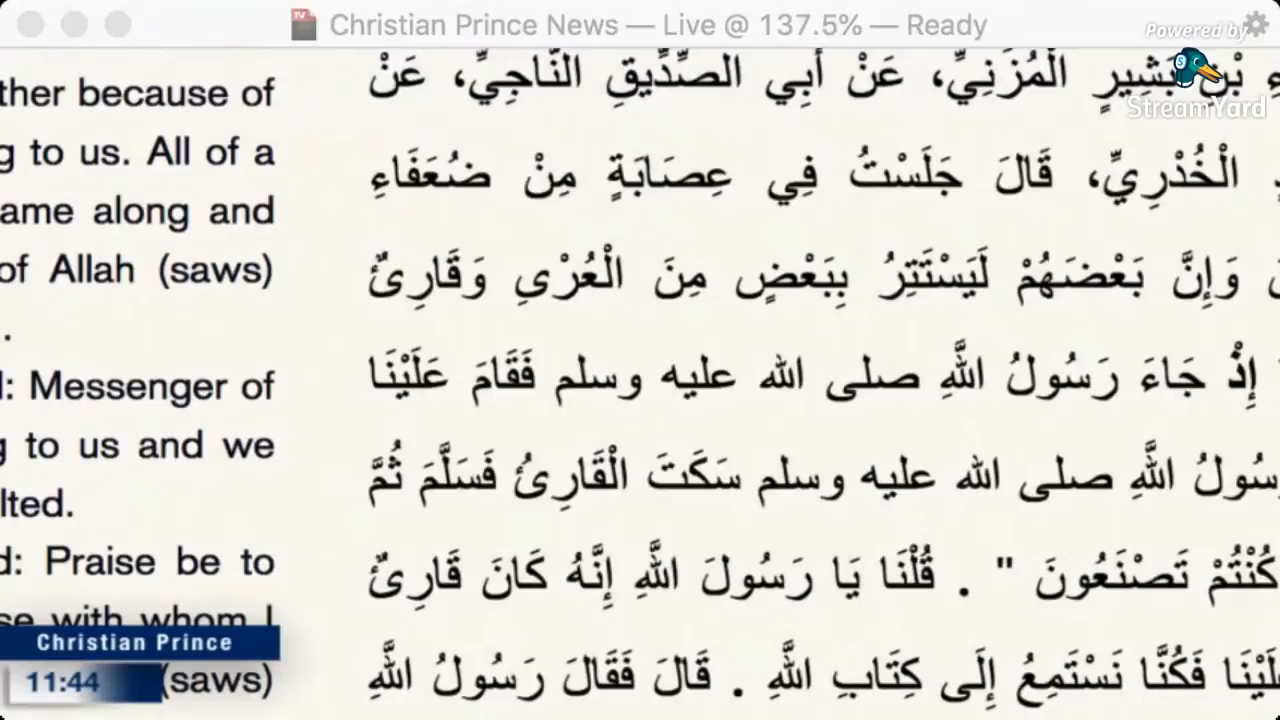 Christian Prince News — Live @ 137.5% — Ready
Powered by
StreamYard
ther because of
g to us. All of a
ame along and
of Allah (saws)
.
: Messenger of
g to us and we
lted.
d: Praise be to
se with whom I
(saws)
بْنِ بَشِيرٍ الْمُزَنِيِّ، عَنْ أَبِي الصِّدِّيقِ النَّاجِيِّ، عَنْ
الْخُدْرِيِّ، قَالَ جَلَسْتُ فِي عِصَابَةٍ مِنْ ضُعَفَاءِ
وَإِنَّ بَعْضَهُمْ لَيَسْتَتِرُ بِبَعْضٍ مِنَ الْعُرْىِ وَقَارِئٌ
إِذْ جَاءَ رَسُولُ اللَّهِ صلى الله عليه وسلم فَقَامَ عَلَيْنَا
سُولُ اللَّهِ صلى الله عليه وسلم سَكَتَ الْقَارِئُ فَسَلَّمَ ثُمَّ
كُنْتُمْ تَصْنَعُونَ " . قُلْنَا يَا رَسُولَ اللَّهِ إِنَّهُ كَانَ قَارِئٌ
لَيْنَا فَكُنَّا نَسْتَمِعُ إِلَى كِتَابِ اللَّهِ . قَالَ فَقَالَ رَسُولُ اللَّهِ
Christian Prince
11:44